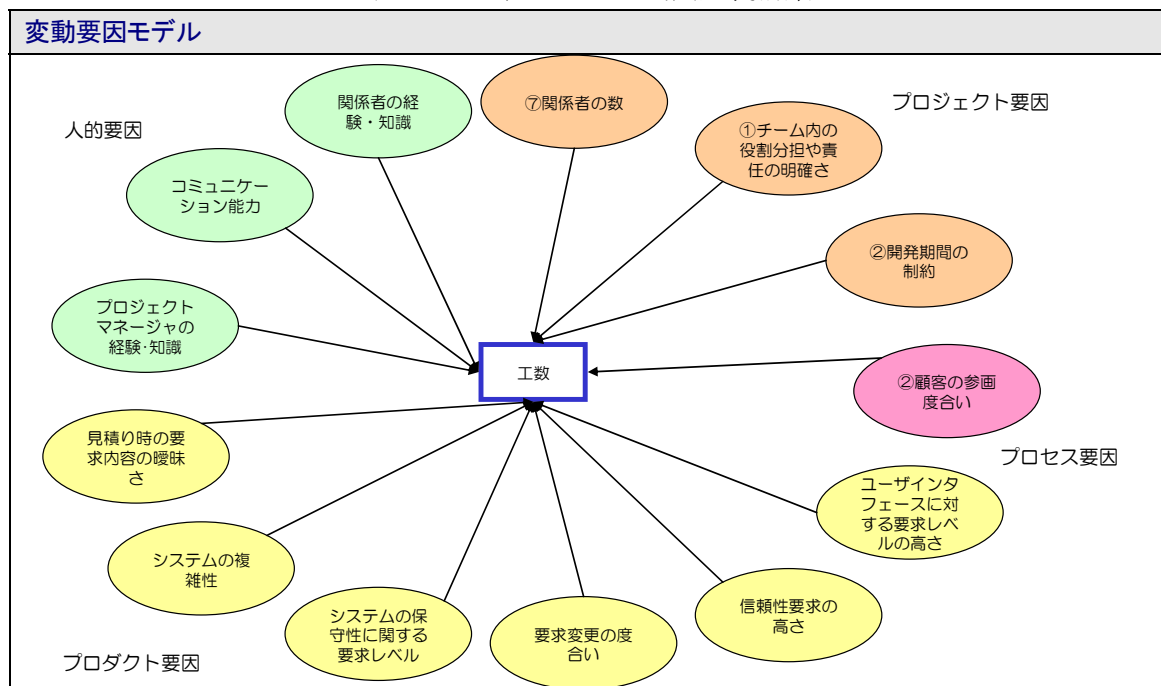 変動要因モデル
人的要因
関係者の経
験・知識
⑦関係者の数
プロジェクト要因
①チーム内の
役割分担や責
任の明確さ
コミュニケー
ション能力
②開発期間の
制約
プロジェクト
マネージャの
経験・知識
工数
②顧客の参画
度合い
プロセス要因
見積り時の要
求内容の曖昧
さ
ユーザインタ
フェースに対
する要求レベ
ルの高さ
システムの複
雑性
信頼性要求の
高さ
システムの保
守性に関する
要求レベル
要求変更の度
合い
プロダクト要因